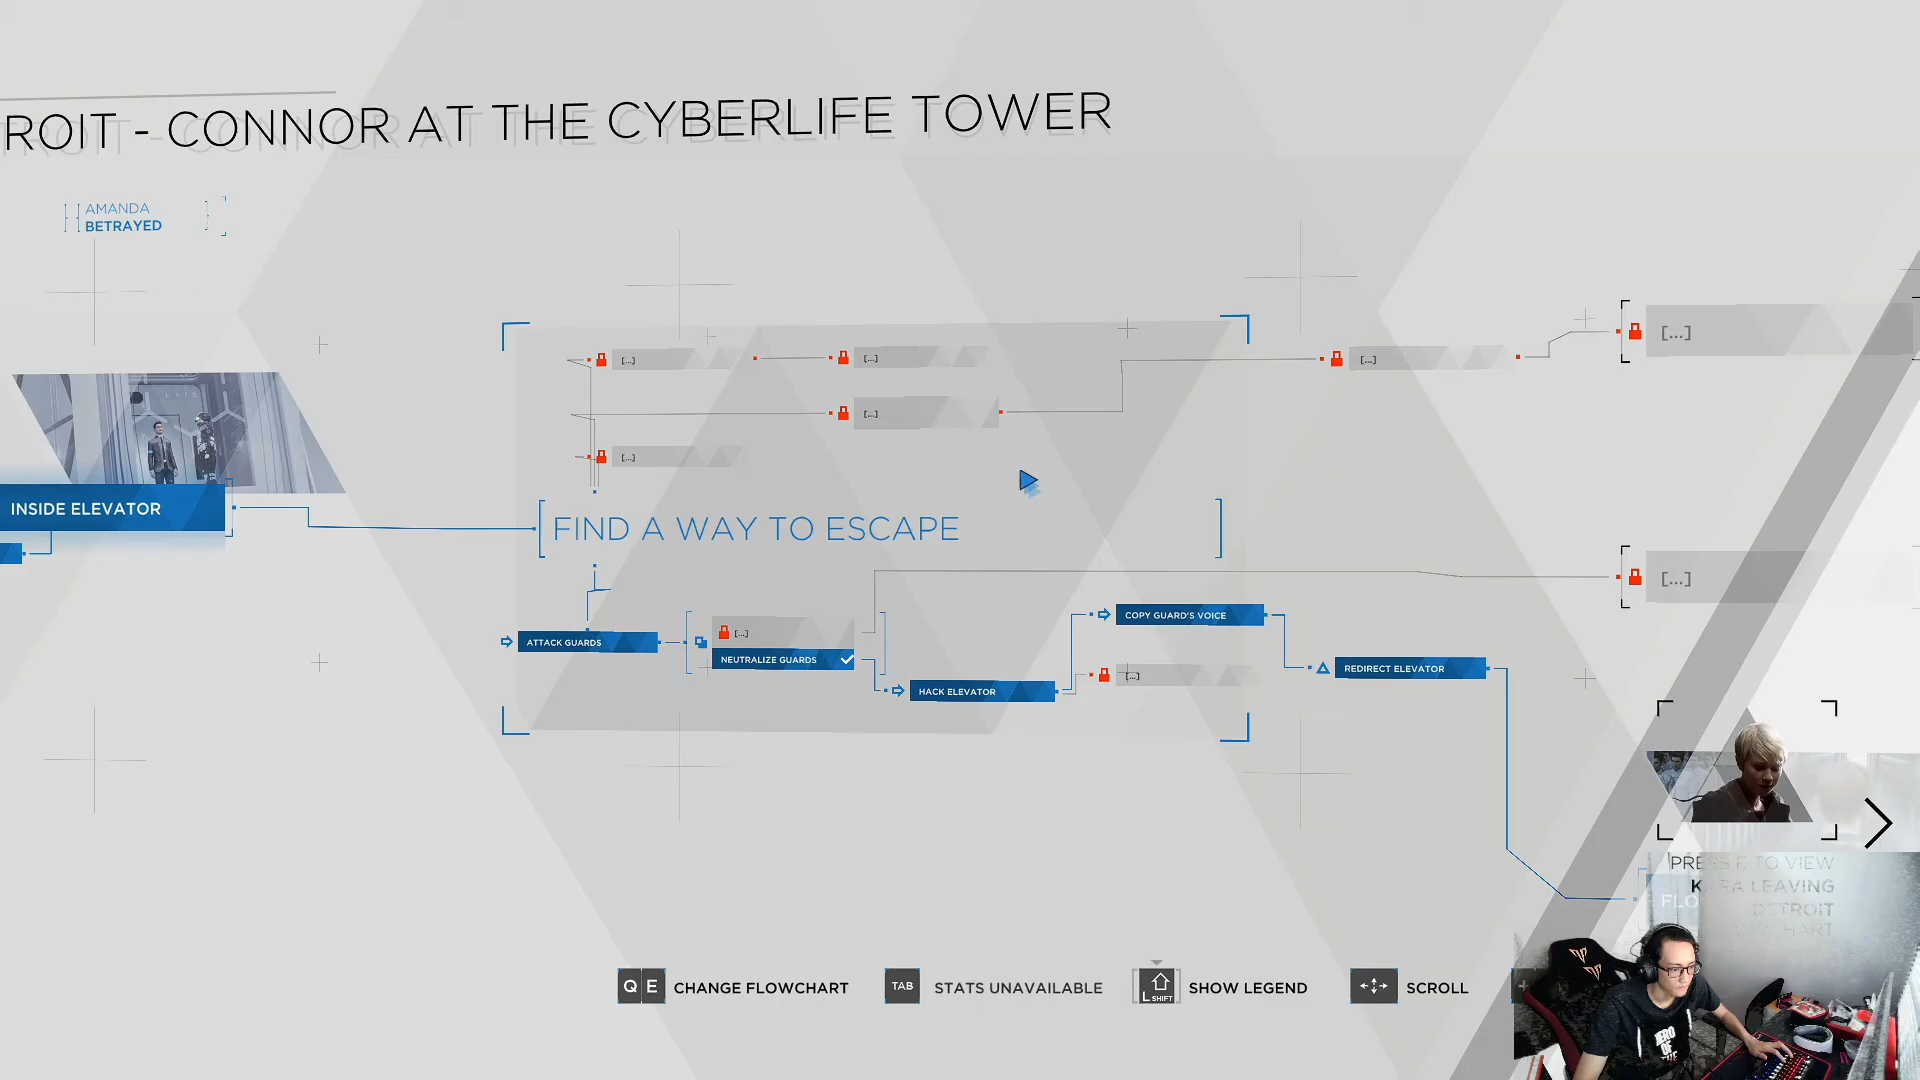 ROIT - CONNOR AT THE CYBERLIFE TOWER
AMANDA
BETRAYED
[...]
[...]
[...]
[...]
[...]
[...]
INSIDE ELEVATOR
FIND A WAY TO ESCAPE
[...]
ATTACK GUARDS
[...]
NEUTRALIZE GUARDS
HACK ELEVATOR
COPY GUARD'S VOICE
[...]
REDIRECT ELEVATOR
PRESS E TO VIEW
KARA LEAVING
DETROIT
FLO
Q E CHANGE FLOWCHART
TAB STATS UNAVAILABLE
L SHIFT SHOW LEGEND
SCROLL